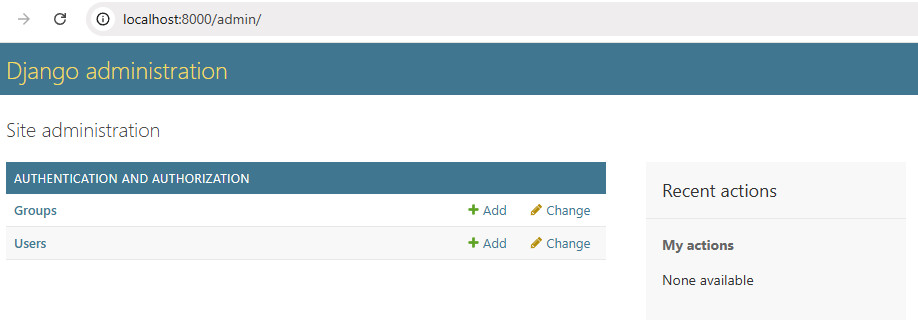 localhost:8000/admin/
Django administration
Site administration
AUTHENTICATION AND AUTHORIZATION
Groups Add Change
Users Add Change
Recent actions
My actions
None available